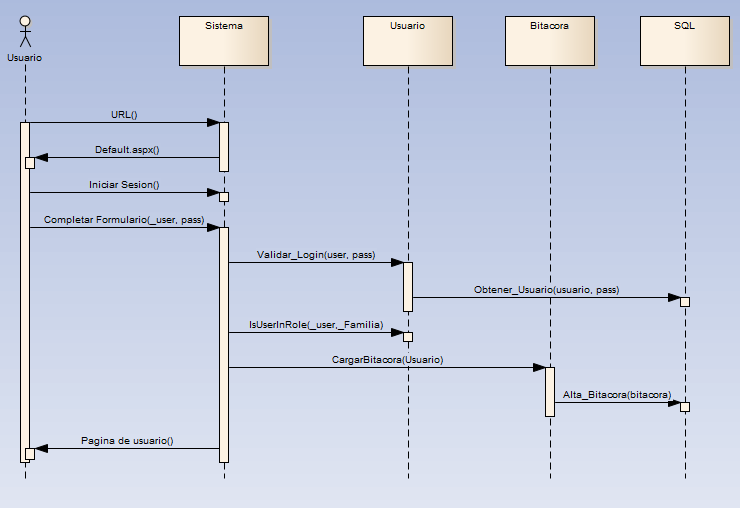 Sistema
Usuario
Bitacora
SQL
Usuario
URL()
Default.aspx()
Iniciar Sesion()
Completar Formulario(_user, pass)
Validar_Login(user, pass)
Obtener_Usuario(usuario, pass)
IsUserInRole(_user,_Familia)
CargarBitacora(Usuario)
Alta_Bitacora(bitacora)
Pagina de usuario()